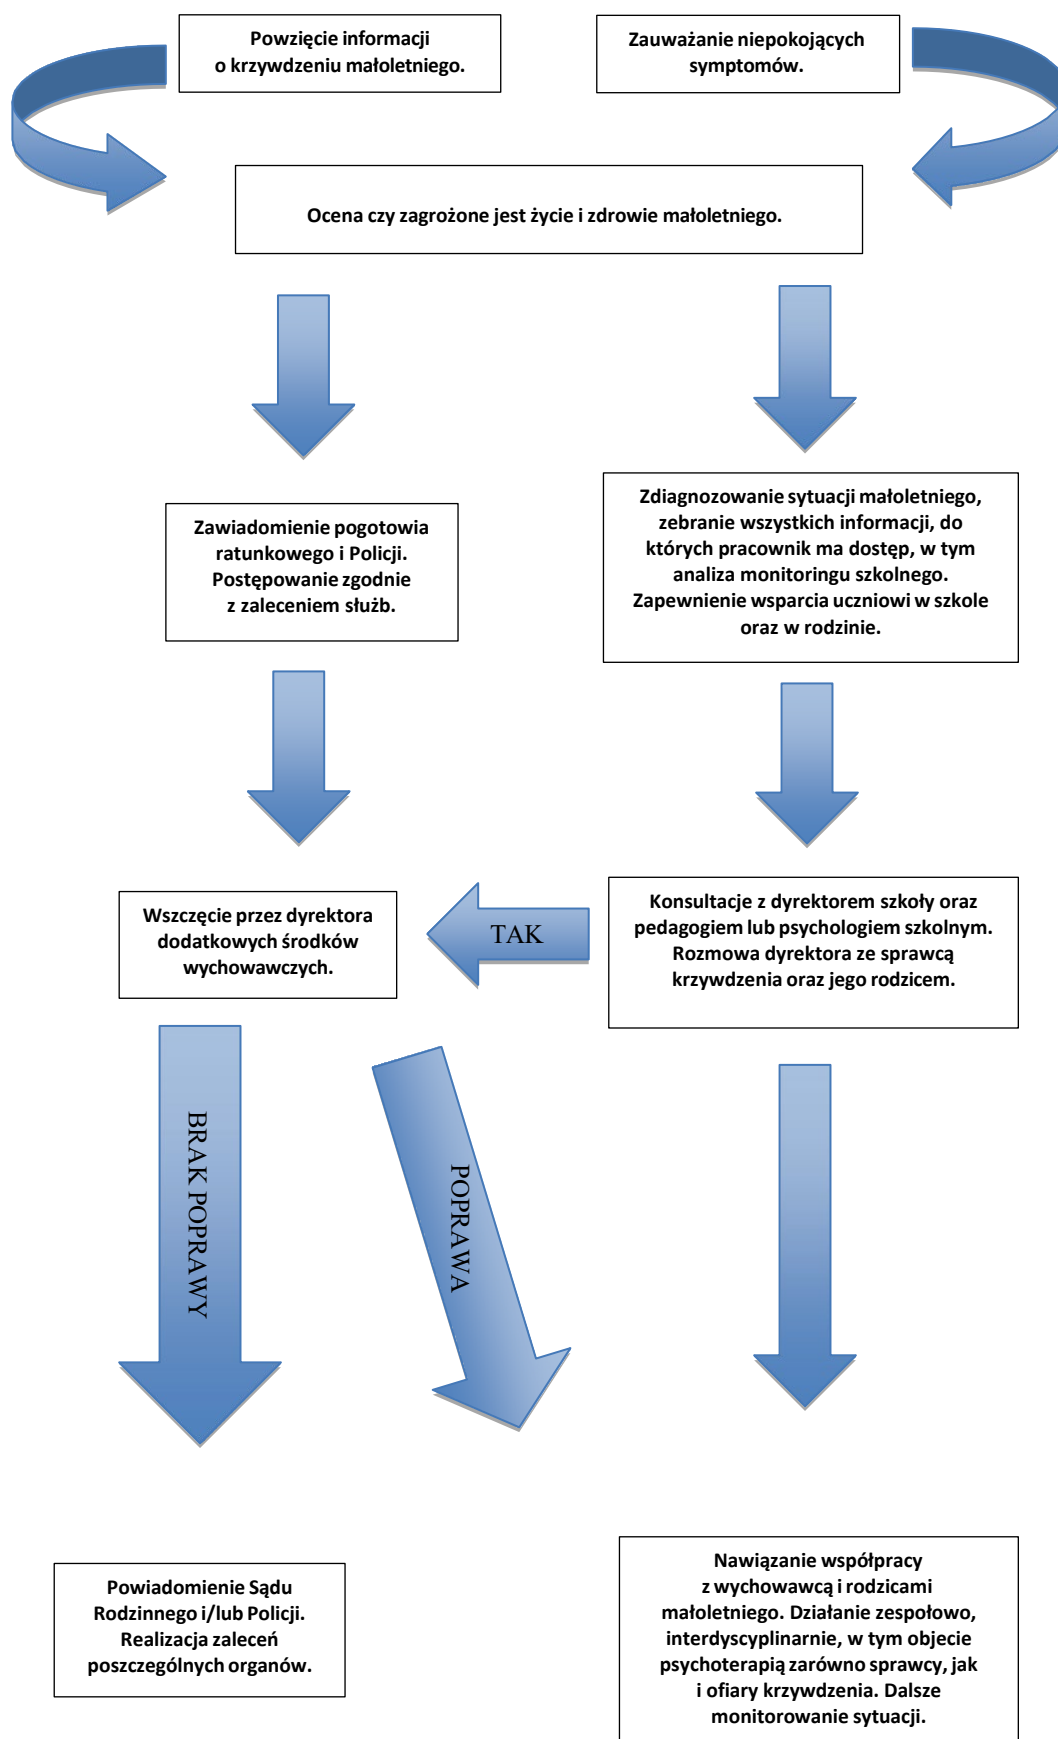 Powzięcie informacji
o krzywdzeniu małoletniego.
Zauważanie niepokojących
symptomów.
Ocena czy zagrożone jest życie i zdrowie małoletniego.
Zawiadomienie pogotowia
ratunkowego i Policji.
Postępowanie zgodnie
z zaleceniem służb.
Zdiagnozowanie sytuacji małoletniego,
zebranie wszystkich informacji, do
których pracownik ma dostęp, w tym
analiza monitoringu szkolnego.
Zapewnienie wsparcia uczniowi w szkole
oraz w rodzinie.
Wszczęcie przez dyrektora
dodatkowych środków
wychowawczych.
TAK
Konsultacje z dyrektorem szkoły oraz
pedagogiem lub psychologiem szkolnym.
Rozmowa dyrektora ze sprawcą
krzywdzenia oraz jego rodzicem.
BRAK POPRAWY
POPRAWA
Powiadomienie Sądu
Rodzinnego i/lub Policji.
Realizacja zaleceń
poszczególnych organów.
Nawiązanie współpracy
z wychowawcą i rodzicami
małoletniego. Działanie zespołowo,
interdyscyplinarnie, w tym objecie
psychoterapią zarówno sprawcy, jak
i ofiary krzywdzenia. Dalsze
monitorowanie sytuacji.